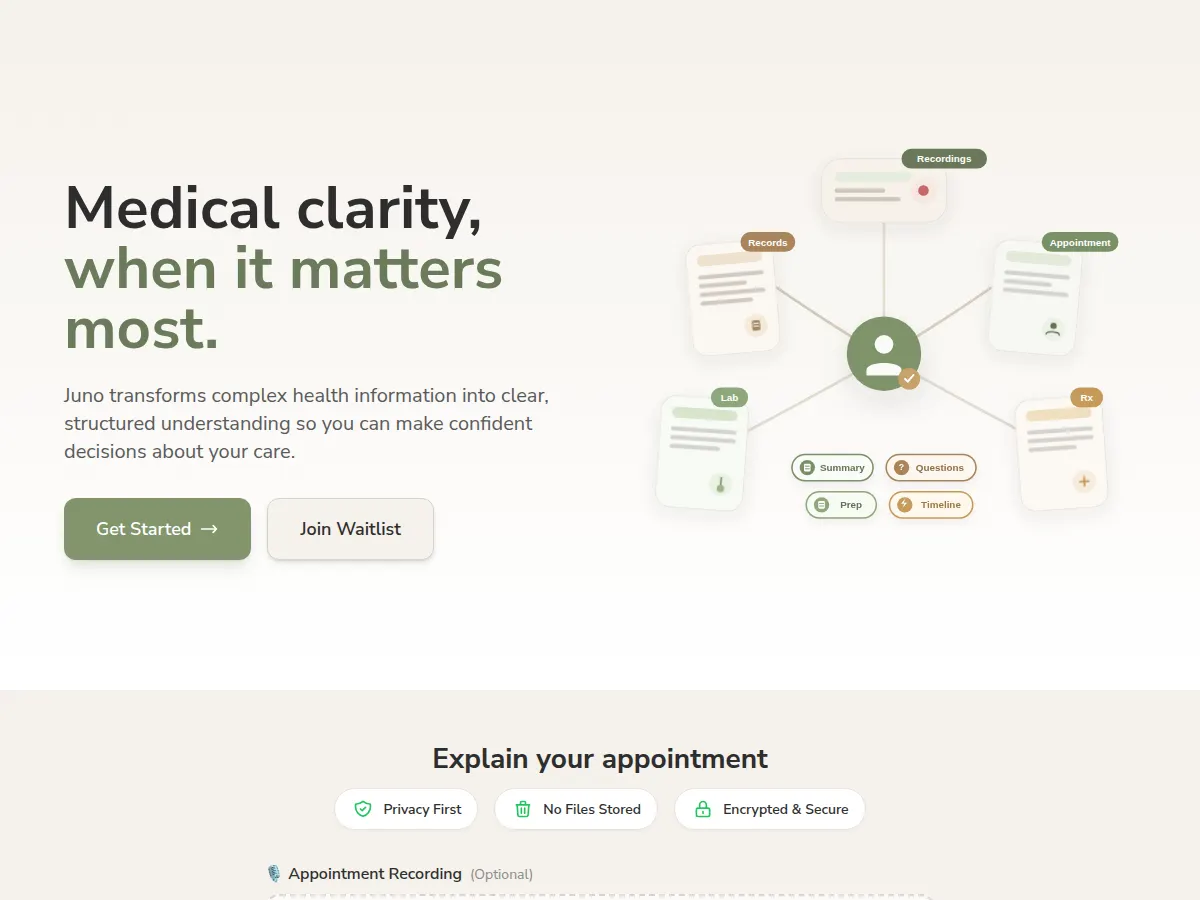 Medical clarity,
when it matters
most.
Juno transforms complex health information into clear,
structured understanding so you can make confident
decisions about your care.
Get Started →
Join Waitlist
Recordings
Records
Appointment
Lab
Rx
Summary
? Questions
Prep
Timeline
Explain your appointment
Privacy First
No Files Stored
Encrypted & Secure
Appointment Recording (Optional)